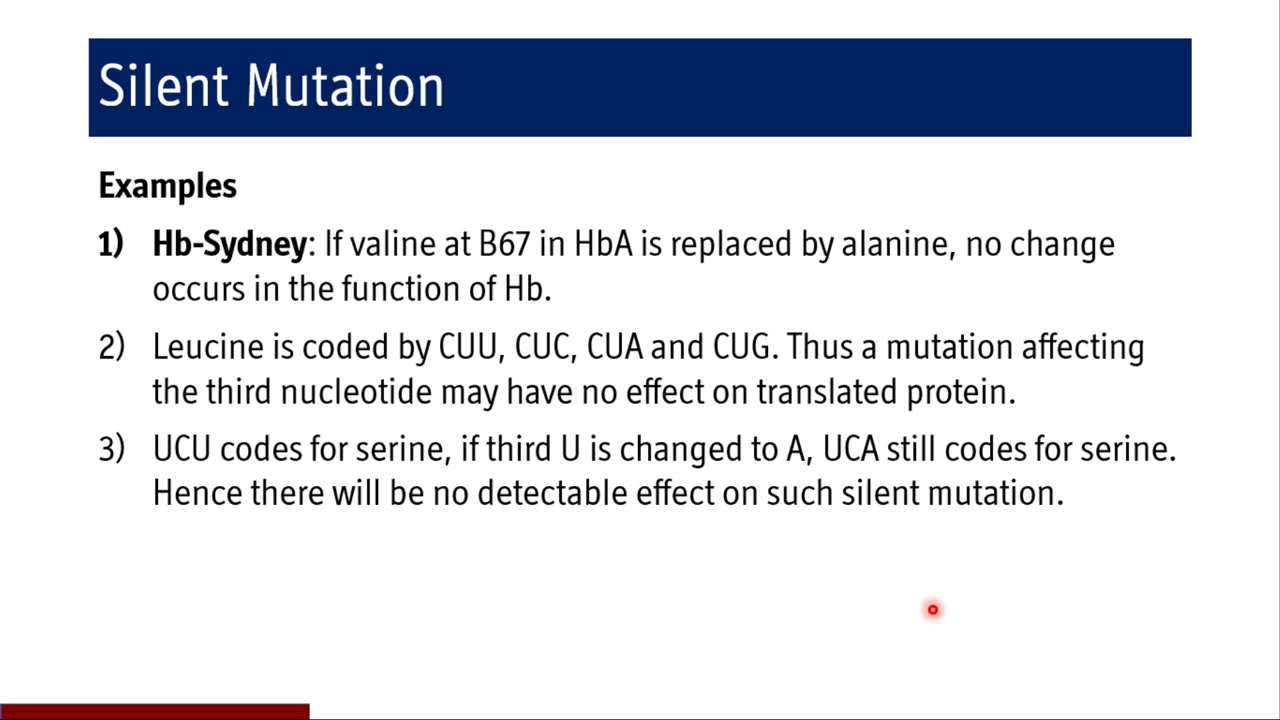 Silent Mutation
Examples
1) Hb-Sydney: If valine at B67 in HbA is replaced by alanine, no change
occurs in the function of Hb.
2) Leucine is coded by CUU, CUC, CUA and CUG. Thus a mutation affecting
the third nucleotide may have no effect on translated protein.
3) UCU codes for serine, if third U is changed to A, UCA still codes for serine.
Hence there will be no detectable effect on such silent mutation.